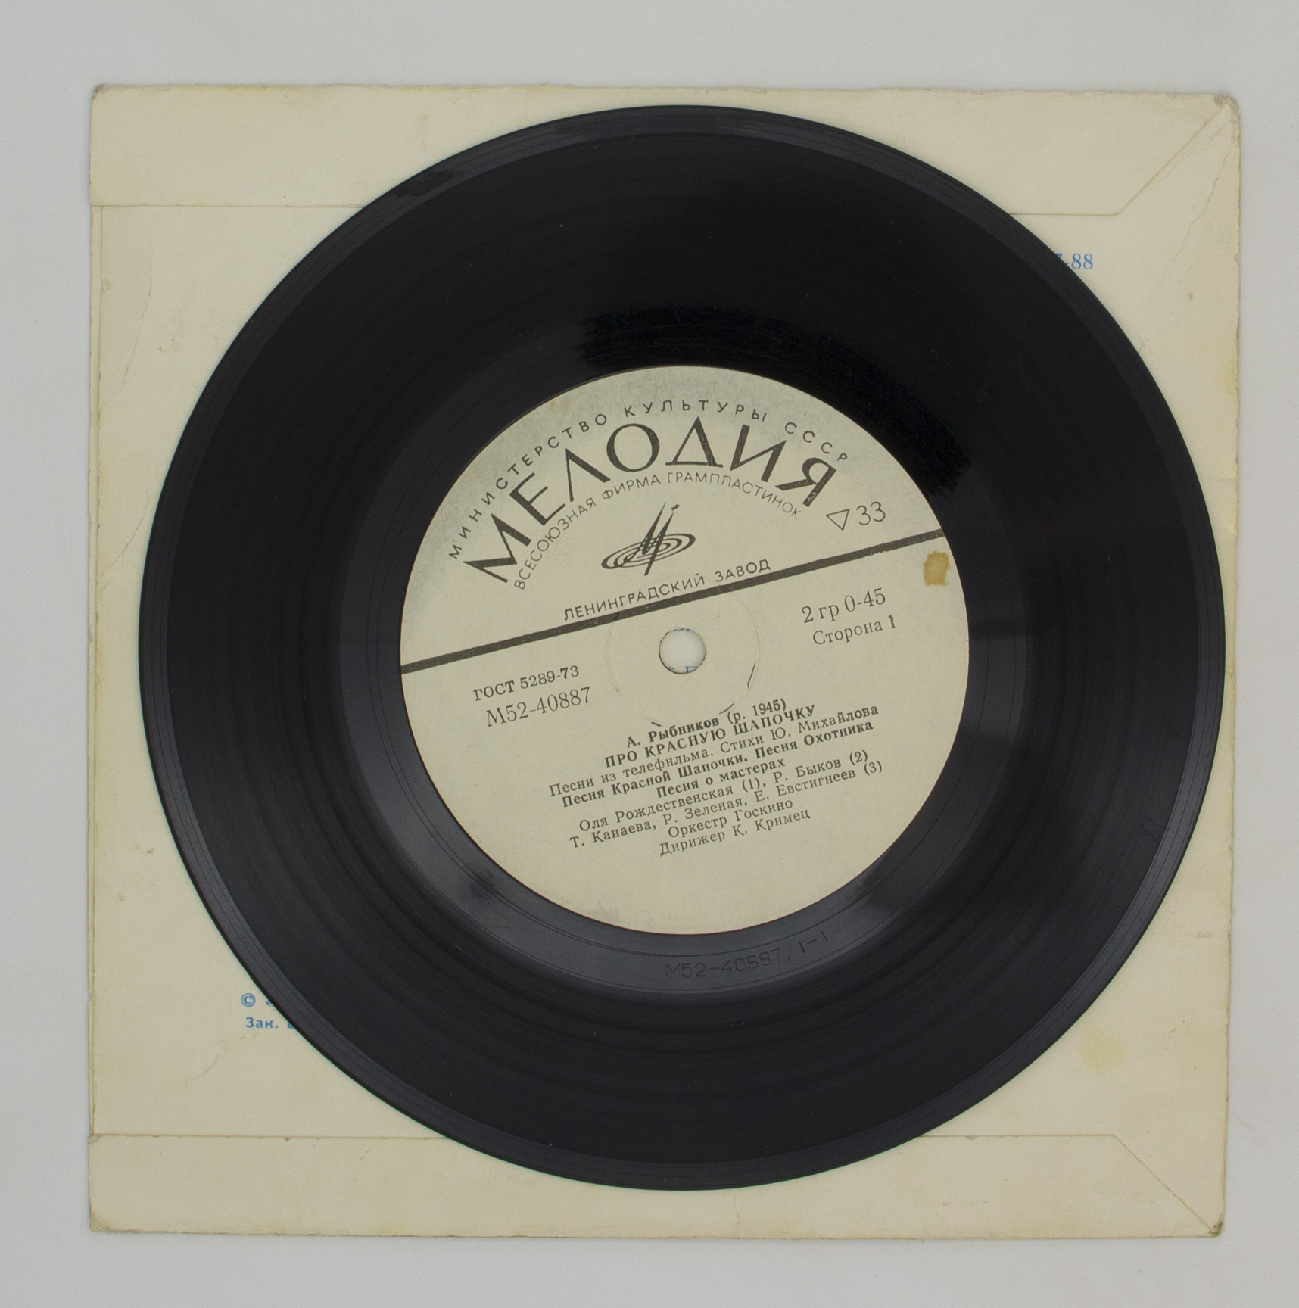 МИНИСТЕРСТВО КУЛЬТУРЫ СССР
МЕЛОДИЯ
ВСЕСОЮЗНАЯ ФИРМА ГРАМПЛАСТИНОК
33
ЛЕНИНГРАДСКИЙ ЗАВОД
2 гр 0-45
Сторона 1
ГОСТ 5289-73
М52-40887
А. Рыбников (р. 1945)
ПРО КРАСНУЮ ШАПОЧКУ
Песни из телефильма. Стихи Ю. Михайлова
Песня Красной Шапочки. Песня Охотника
Песня о мастерах
Оля Рождественская (1), Р. Быков (2)
Т. Канаева, Р. Зеленая, Е. Евстигнеев (3)
Оркестр Госкино
Дирижер К. Кримец
М52-40887/1-1
-88
©
Зак.